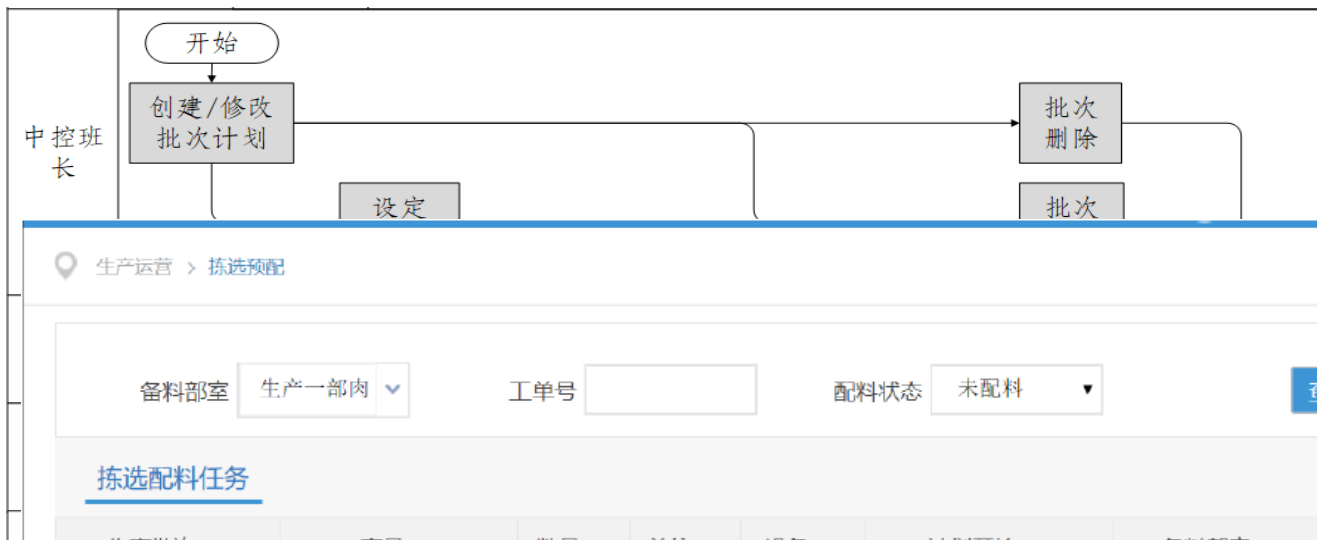 开始
创建/修改
批次计划
批次
删除
中控班
长
设定
批次
生产运营 > 拣选预配
备料部室 生产一部肉 工单号 配料状态 未配料
拣选配料任务